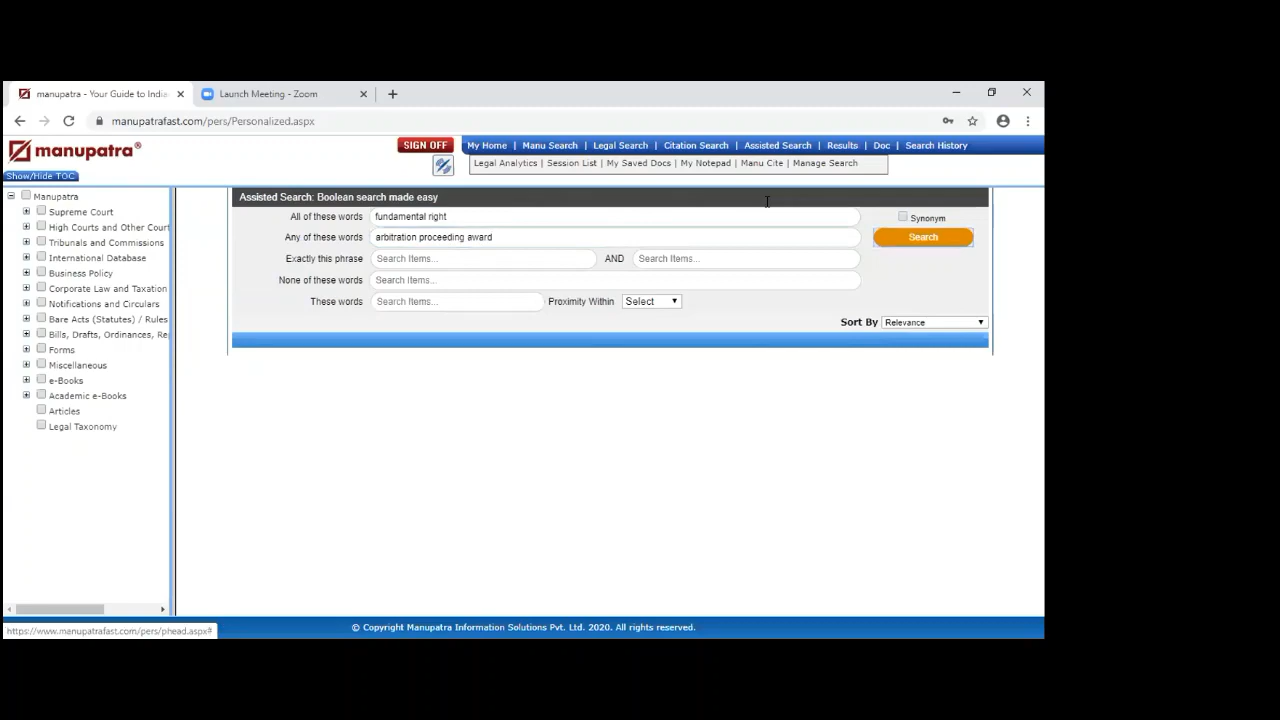 manupatra - Your Guide to India
Launch Meeting - Zoom
manupatrafast.com/pers/Personalized.aspx
manupatra®
SIGN OFF
My Home | Manu Search | Legal Search | Citation Search | Assisted Search | Results | Doc | Search History
Legal Analytics | Session List | My Saved Docs | My Notepad | Manu Cite | Manage Search
Show/Hide TOC
Manupatra
Supreme Court
High Courts and Other Court
Tribunals and Commissions
International Database
Business Policy
Corporate Law and Taxation
Notifications and Circulars
Bare Acts (Statutes) / Rules
Bills, Drafts, Ordinances, Re
Forms
Miscellaneous
e-Books
Academic e-Books
Articles
Legal Taxonomy
Assisted Search: Boolean search made easy
All of these words fundamental right Synonym
Any of these words arbitration proceeding award Search
Exactly this phrase Search Items... AND Search Items...
None of these words Search Items...
These words Search Items... Proximity Within Select
Sort By Relevance
https://www.manupatrafast.com/pers/phead.aspx#
© Copyright Manupatra Information Solutions Pvt. Ltd. 2020. All rights reserved.